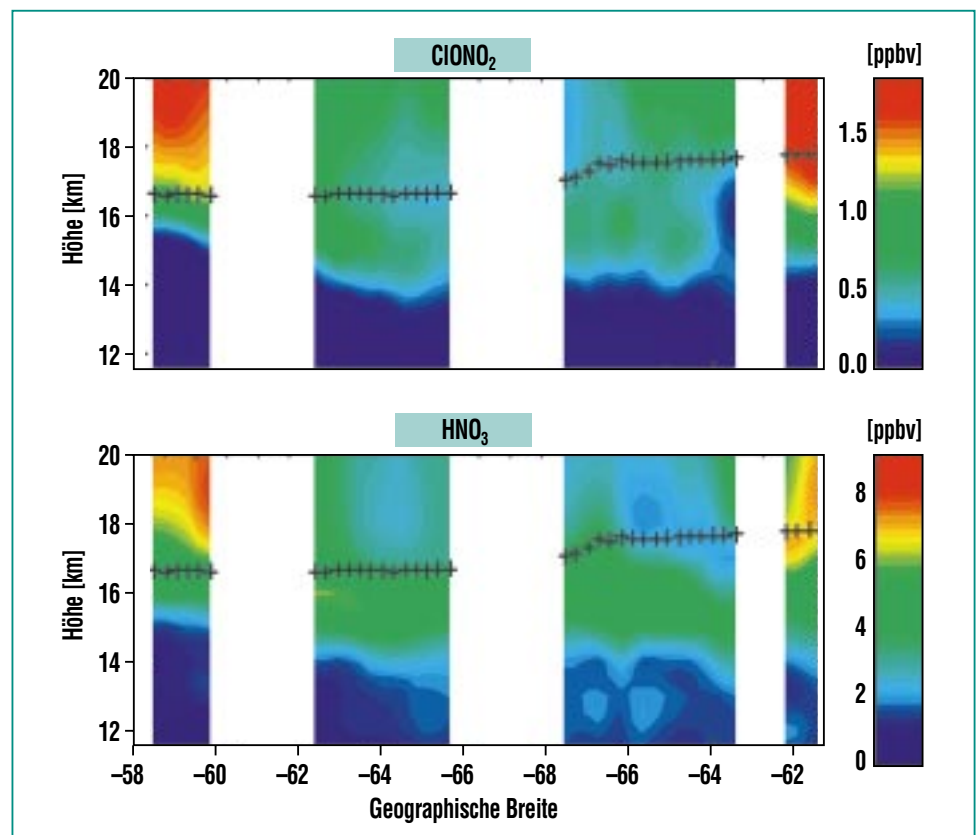 ClONO₂
[ppbv]
Höhe [km]
20
18
16
14
12
1.5
1.0
0.5
0.0
HNO₃
[ppbv]
Höhe [km]
20
18
16
14
12
8
6
4
2
0
–58 –60 –62 –64 –66 –68 –66 –64 –62
Geographische Breite